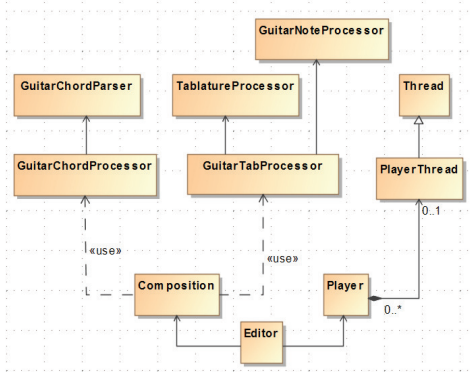 GuitarNoteProcessor
GuitarChordParser
TablatureProcessor
Thread
GuitarChordProcessor
GuitarTabProcessor
PlayerThread
0..1
«use»
«use»
Composition
Player
0..*
Editor